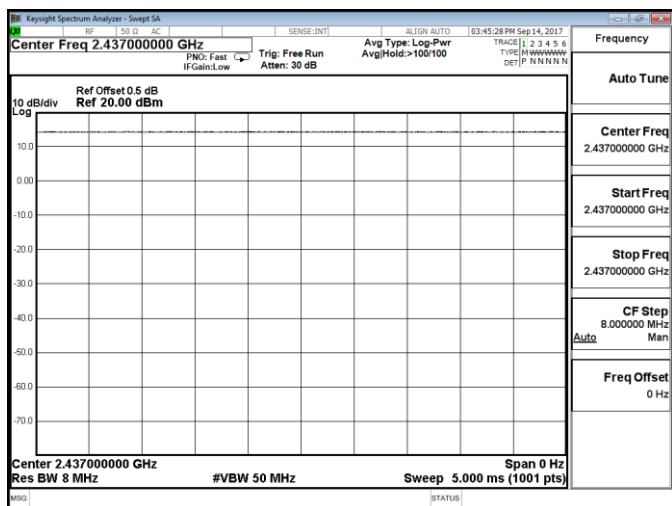 Keysight Spectrum Analyzer - Swept SA
RF 50 Ω AC SENSE:INT ALIGN AUTO 03:45:28 PM Sep 14, 2017
Center Freq 2.437000000 GHz
PNO: Fast
IFGain:Low
Trig: Free Run
Atten: 30 dB
Avg Type: Log-Pwr
Avg|Hold:>100/100
TRACE 1 2 3 4 5 6
TYPE M WWWWW
DET P N N N N N
Frequency
Auto Tune
Center Freq
2.437000000 GHz
Start Freq
2.437000000 GHz
Stop Freq
2.437000000 GHz
CF Step
8.000000 MHz
Auto Man
Freq Offset
0 Hz
Ref Offset 0.5 dB
10 dB/div Ref 20.00 dBm
Log
10.0
0.00
-10.0
-20.0
-30.0
-40.0
-50.0
-60.0
-70.0
Center 2.437000000 GHz Span 0 Hz
Res BW 8 MHz #VBW 50 MHz Sweep 5.000 ms (1001 pts)
MSG STATUS